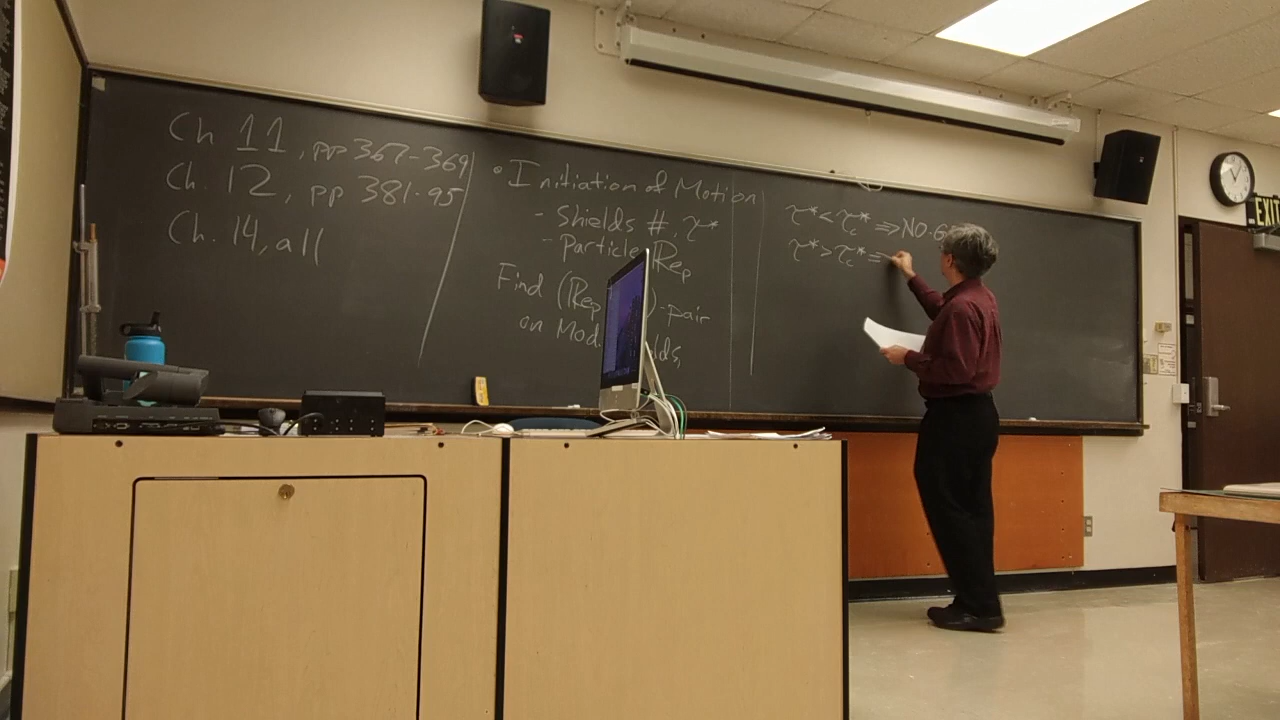 Ch 11, pp 367-369
Ch. 12, pp 381-95
Ch. 14, all
• Initiation of Motion
- Shields #, τ*
- Particle Rep
Find (Rep )-pair
on Mod.
τ* < τc* ⇒ NO-G
τ* > τc* =
EXIT